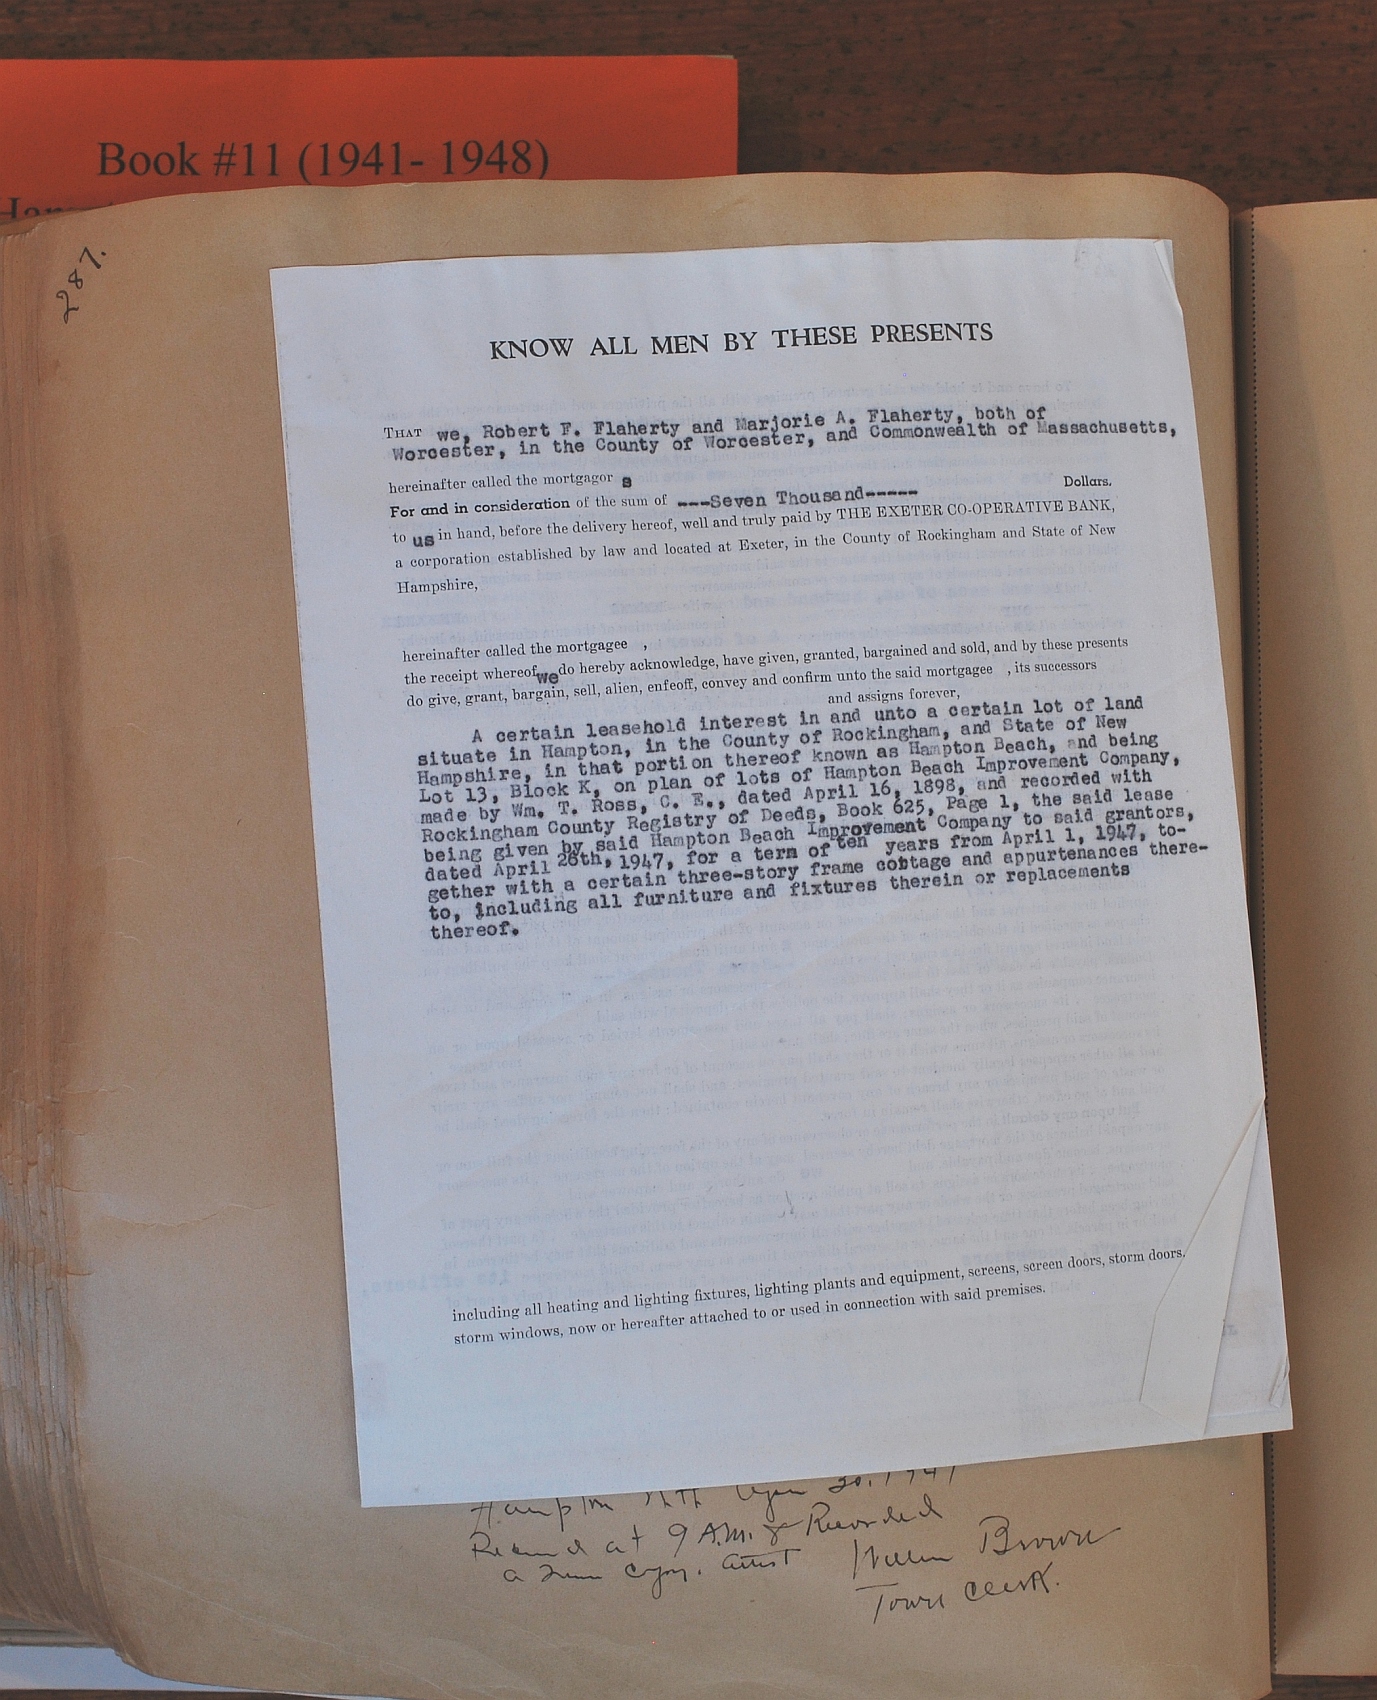 Book #11 (1941- 1948)
287.
KNOW ALL MEN BY THESE PRESENTS
THAT we, Robert F. Flaherty and Marjorie A. Flaherty, both of
Worcester, in the County of Worcester, and Commonwealth of Massachusetts,
hereinafter called the mortgagor s
For and in consideration of the sum of ---Seven Thousand----- Dollars.
to us in hand, before the delivery hereof, well and truly paid by THE EXETER CO-OPERATIVE BANK,
a corporation established by law and located at Exeter, in the County of Rockingham and State of New
Hampshire,
hereinafter called the mortgagee ,
the receipt whereof we do hereby acknowledge, have given, granted, bargained and sold, and by these presents
do give, grant, bargain, sell, alien, enfeoff, convey and confirm unto the said mortgagee , its successors
and assigns forever,
A certain leasehold interest in and unto a certain lot of land
situate in Hampton, in the County of Rockingham, and State of New
Hampshire, in that portion thereof known as Hampton Beach, and being
Lot 13, Block K, on plan of lots of Hampton Beach Improvement Company,
made by Wm. T. Ross, C. E., dated April 16, 1898, and recorded with
Rockingham County Registry of Deeds, Book 625, Page 1, the said lease
being given by said Hampton Beach Improvement Company to said grantors,
dated April 26th, 1947, for a term of ten years from April 1, 1947, to-
gether with a certain three-story frame cottage and appurtenances there-
to, including all furniture and fixtures therein or replacements
thereof.
including all heating and lighting fixtures, lighting plants and equipment, screens, screen doors, storm doors,
storm windows, now or hereafter attached to or used in connection with said premises.
Hampton N.H. 1947
Received at 9 A.M. & Recorded
a True Copy. attest Brown
Town Clerk.